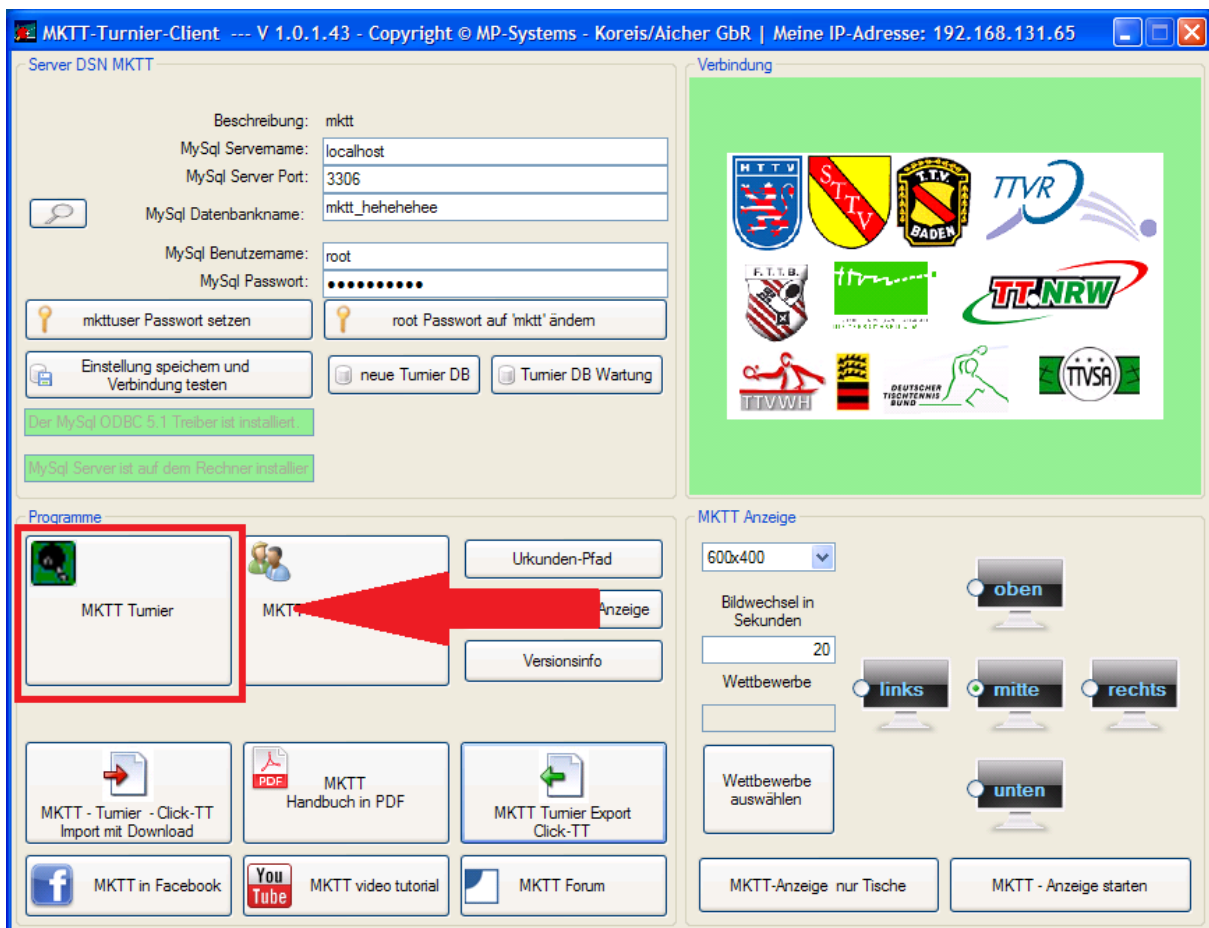 MKTT-Turnier-Client --- V 1.0.1.43 - Copyright © MP-Systems - Koreis/Aicher GbR | Meine IP-Adresse: 192.168.131.65
Server DSN MKTT
Beschreibung: mktt
MySql Servername: localhost
MySql Server Port: 3306
MySql Datenbankname: mktt_hehehehee
MySql Benutzername: root
MySql Passwort: ••••••••••
mkttuser Passwort setzen
root Passwort auf 'mktt' ändern
Einstellung speichern und
Verbindung testen
neue Turnier DB
Turnier DB Wartung
Der MySql ODBC 5.1 Treiber ist installiert.
MySql Server ist auf dem Rechner installier
Verbindung
HTTV
STTV
T.T.V.
BADEN
TTVR
F.T.T.B.
ttvn
TT.NRW
TTVWH
DEUTSCHER
TISCHTENNIS
BUND
TTVSA
Programme
MKTT Turnier
MKTT
Urkunden-Pfad
Anzeige
Versionsinfo
MKTT - Turnier - Click-TT
Import mit Download
MKTT
Handbuch in PDF
PDF
MKTT Turnier Export
Click-TT
MKTT in Facebook
You
Tube
MKTT video tutorial
MKTT Forum
MKTT Anzeige
600x400
Bildwechsel in
Sekunden
20
Wettbewerbe
Wettbewerbe
auswählen
oben
links
mitte
rechts
unten
MKTT-Anzeige nur Tische
MKTT - Anzeige starten